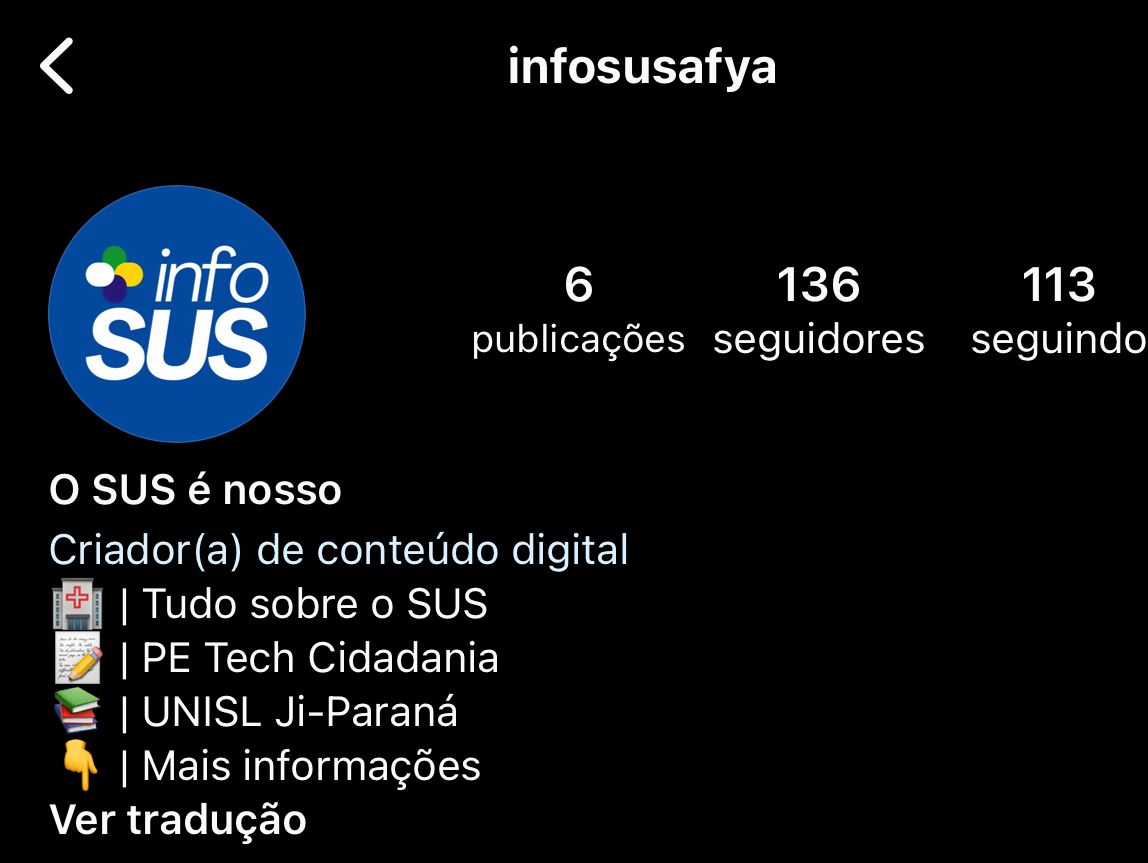 infosusafya
info
SUS
6 136 113
publicações seguidores seguindo
O SUS é nosso
Criador(a) de conteúdo digital
🏥 | Tudo sobre o SUS
📝 | PE Tech Cidadania
📚 | UNISL Ji-Paraná
👇 | Mais informações
Ver tradução